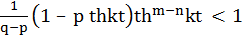 1/(q−p) (1 − p thkt)th^(m−n)kt < 1